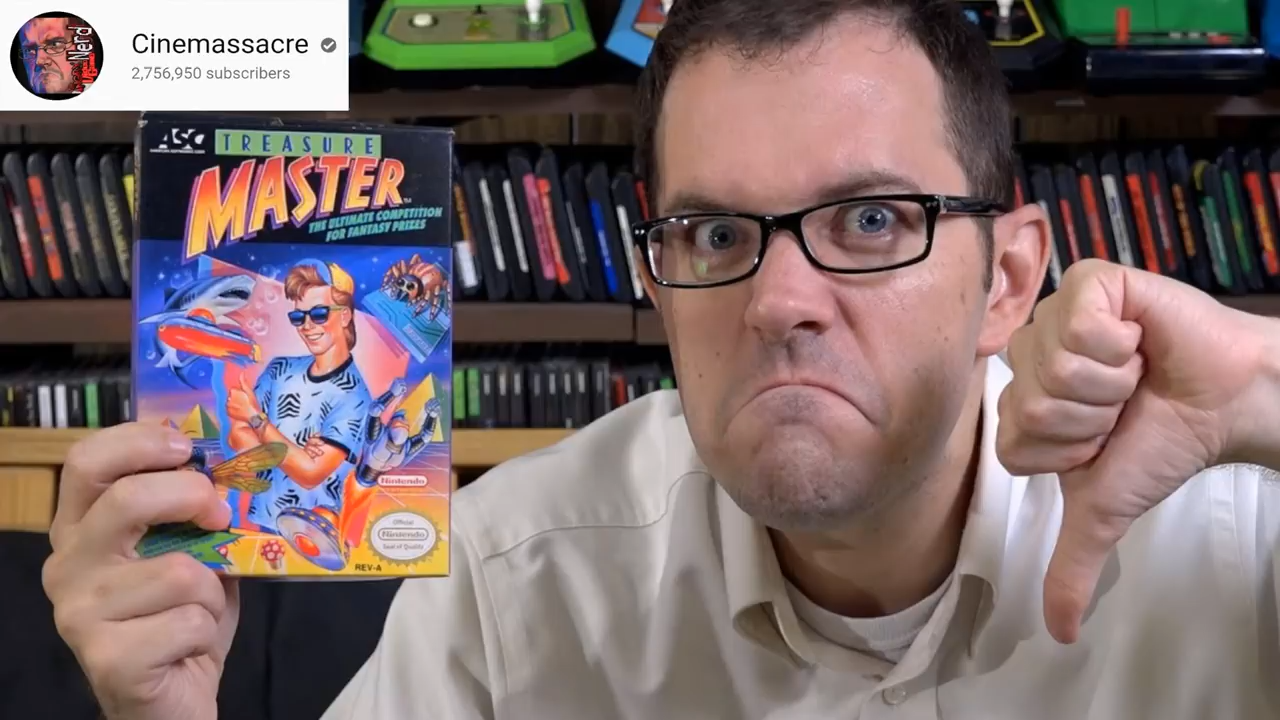 Cinemassacre
2,756,950 subscribers
Nerd
ASC
TREASURE
MASTER
THE ULTIMATE COMPETITION
FOR FANTASY PRIZES
Nintendo
Official
Nintendo
Seal of Quality
REV-A